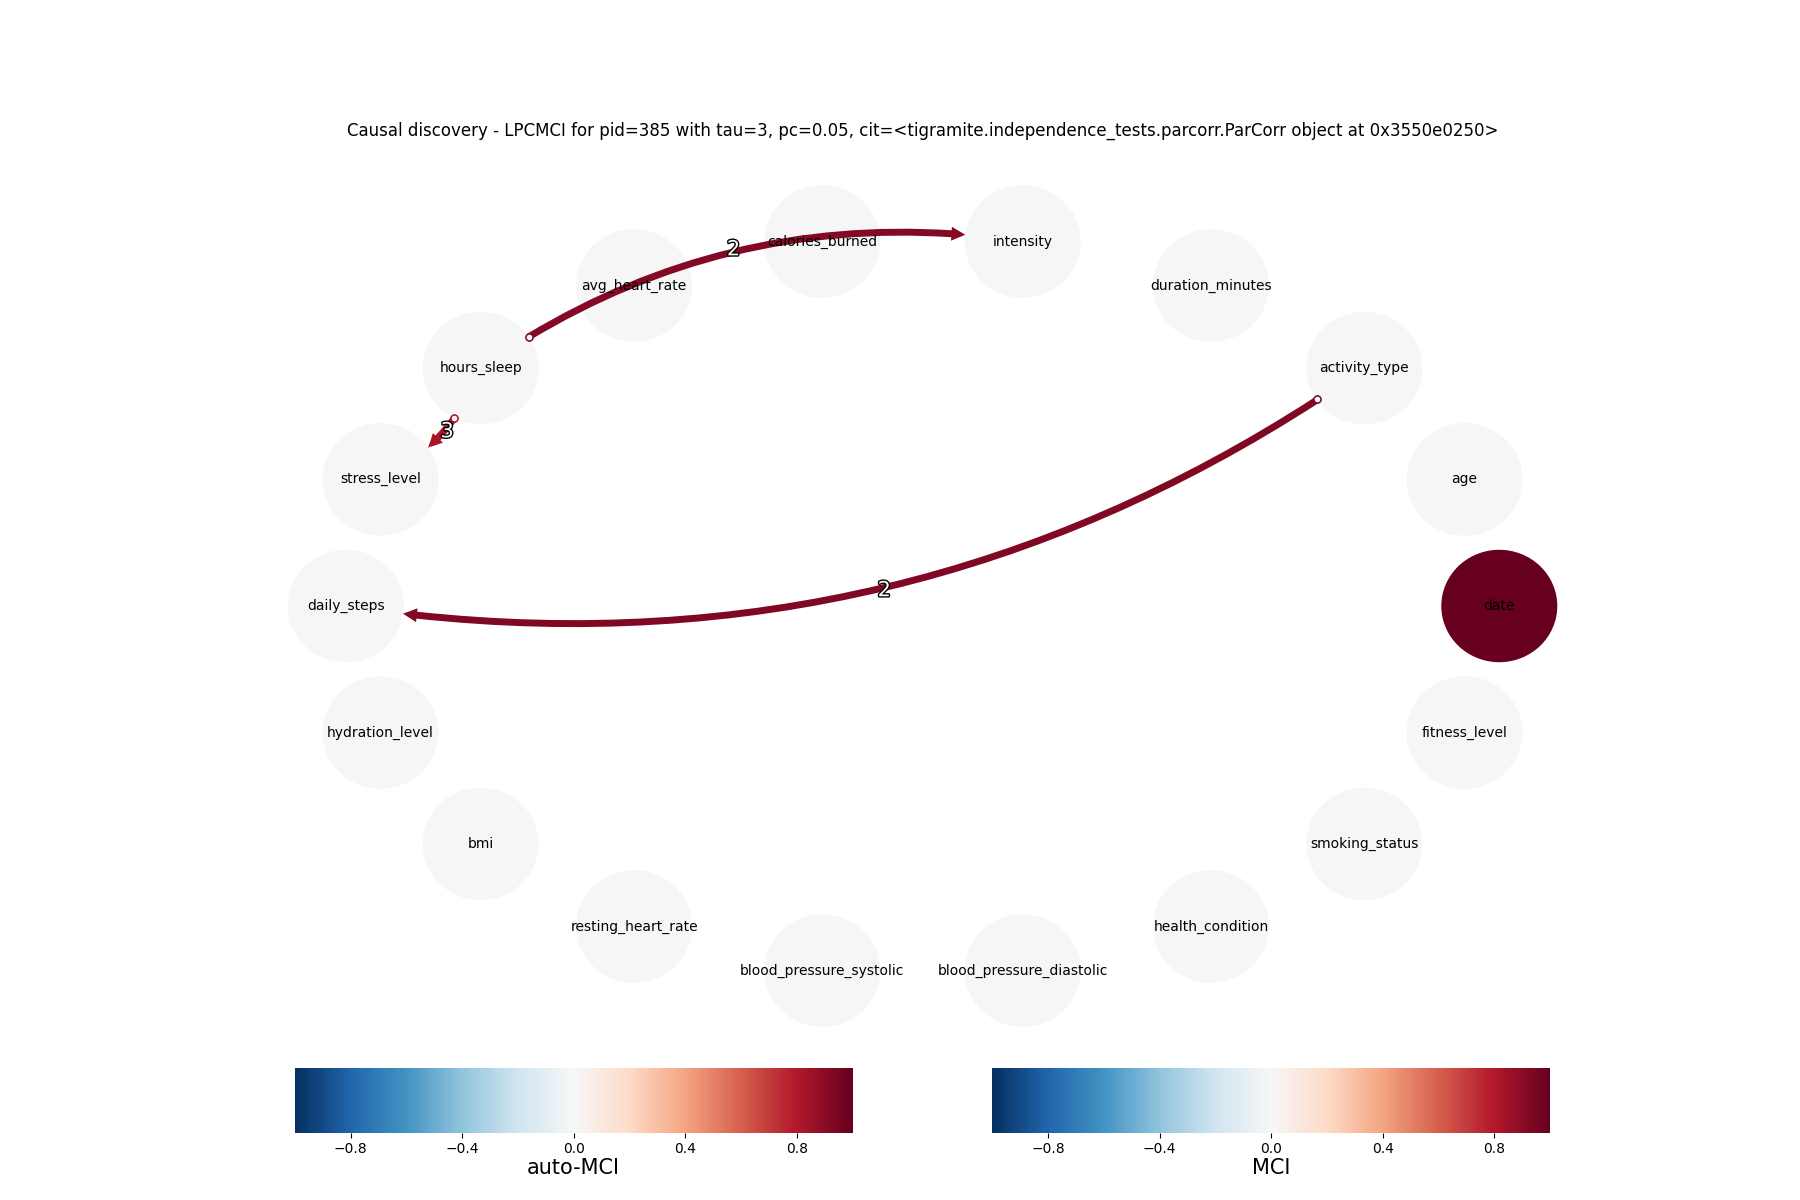 Causal discovery - LPCMCI for pid=385 with tau=3, pc=0.05, cit=<tigramite.independence_tests.parcorr.ParCorr object at 0x3550e0250>
calories_burned
intensity
2
avg_heart_rate
duration_minutes
hours_sleep
activity_type
3
stress_level
age
2
daily_steps
date
hydration_level
fitness_level
bmi
smoking_status
resting_heart_rate
health_condition
blood_pressure_systolic
blood_pressure_diastolic
−0.8 −0.4 0.0 0.4 0.8
auto-MCI
−0.8 −0.4 0.0 0.4 0.8
MCI